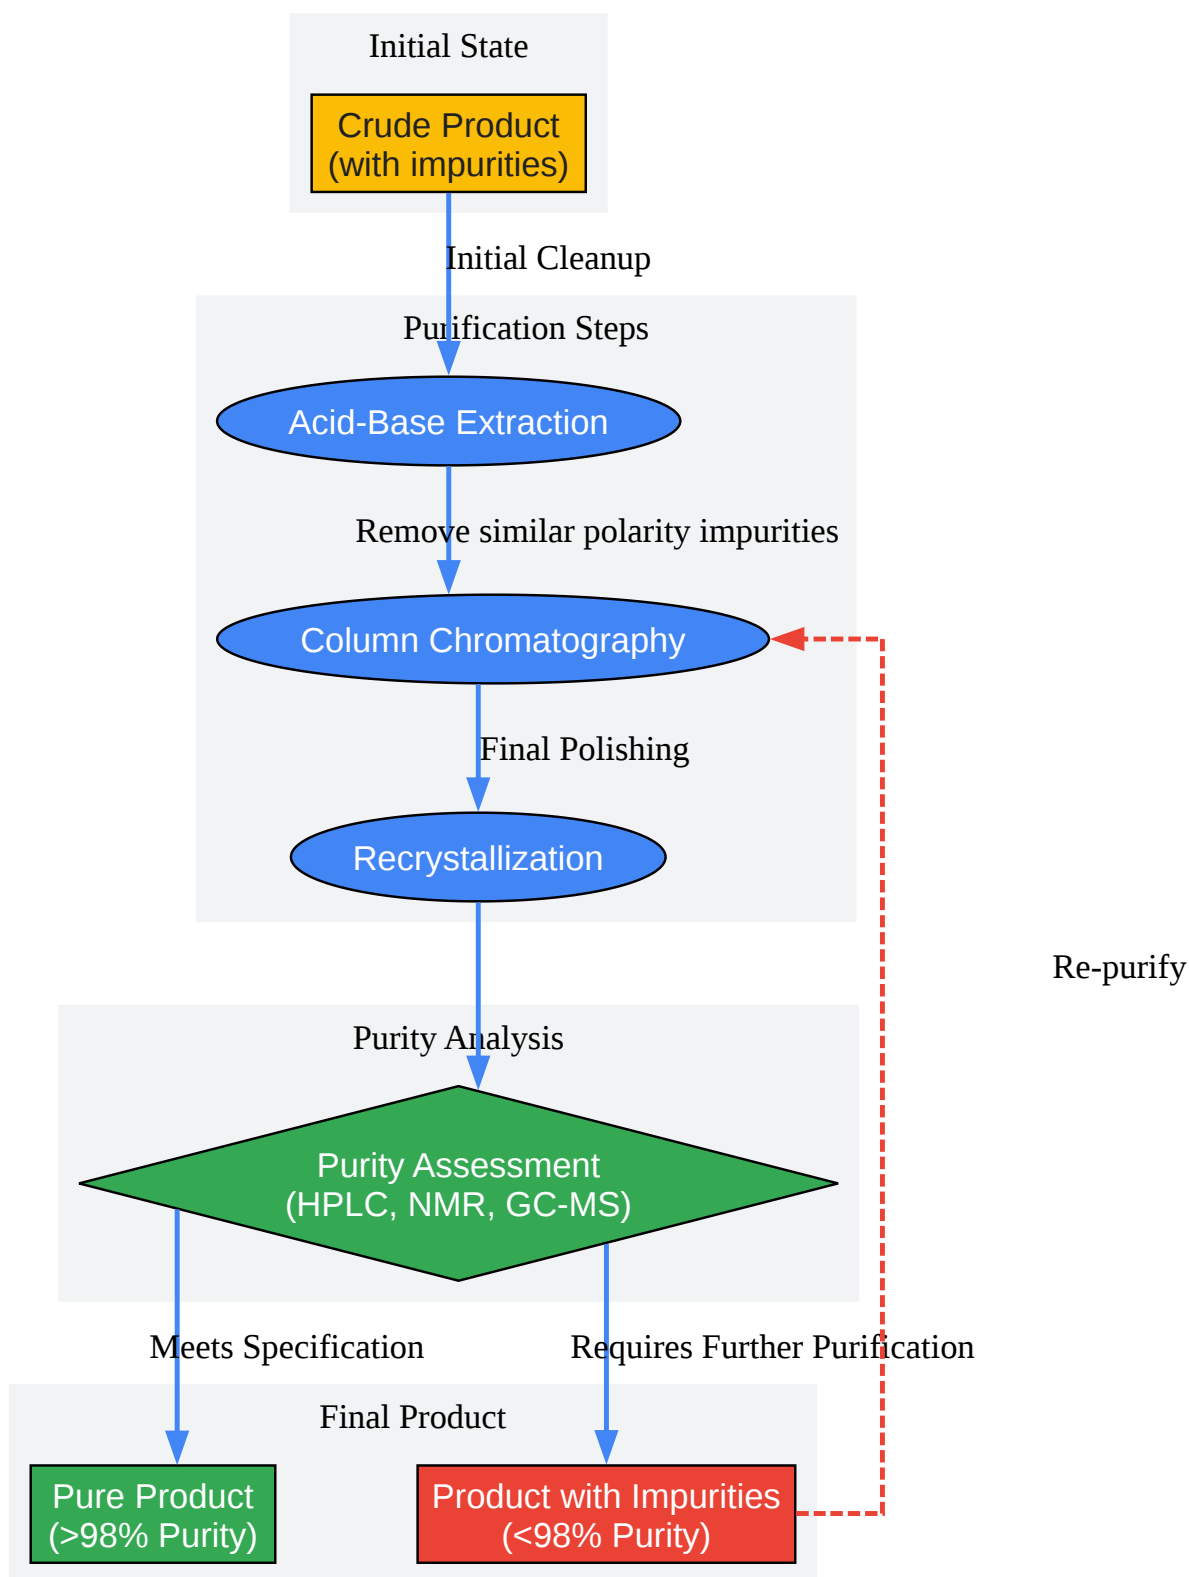 Initial State
Crude Product
(with impurities)
Initial Cleanup
Purification Steps
Acid-Base Extraction
Remove similar polarity impurities
Column Chromatography
Final Polishing
Recrystallization
Re-purify
Purity Analysis
Purity Assessment
(HPLC, NMR, GC-MS)
Meets Specification
Requires Further Purification
Final Product
Pure Product
(>98% Purity)
Product with Impurities
(<98% Purity)